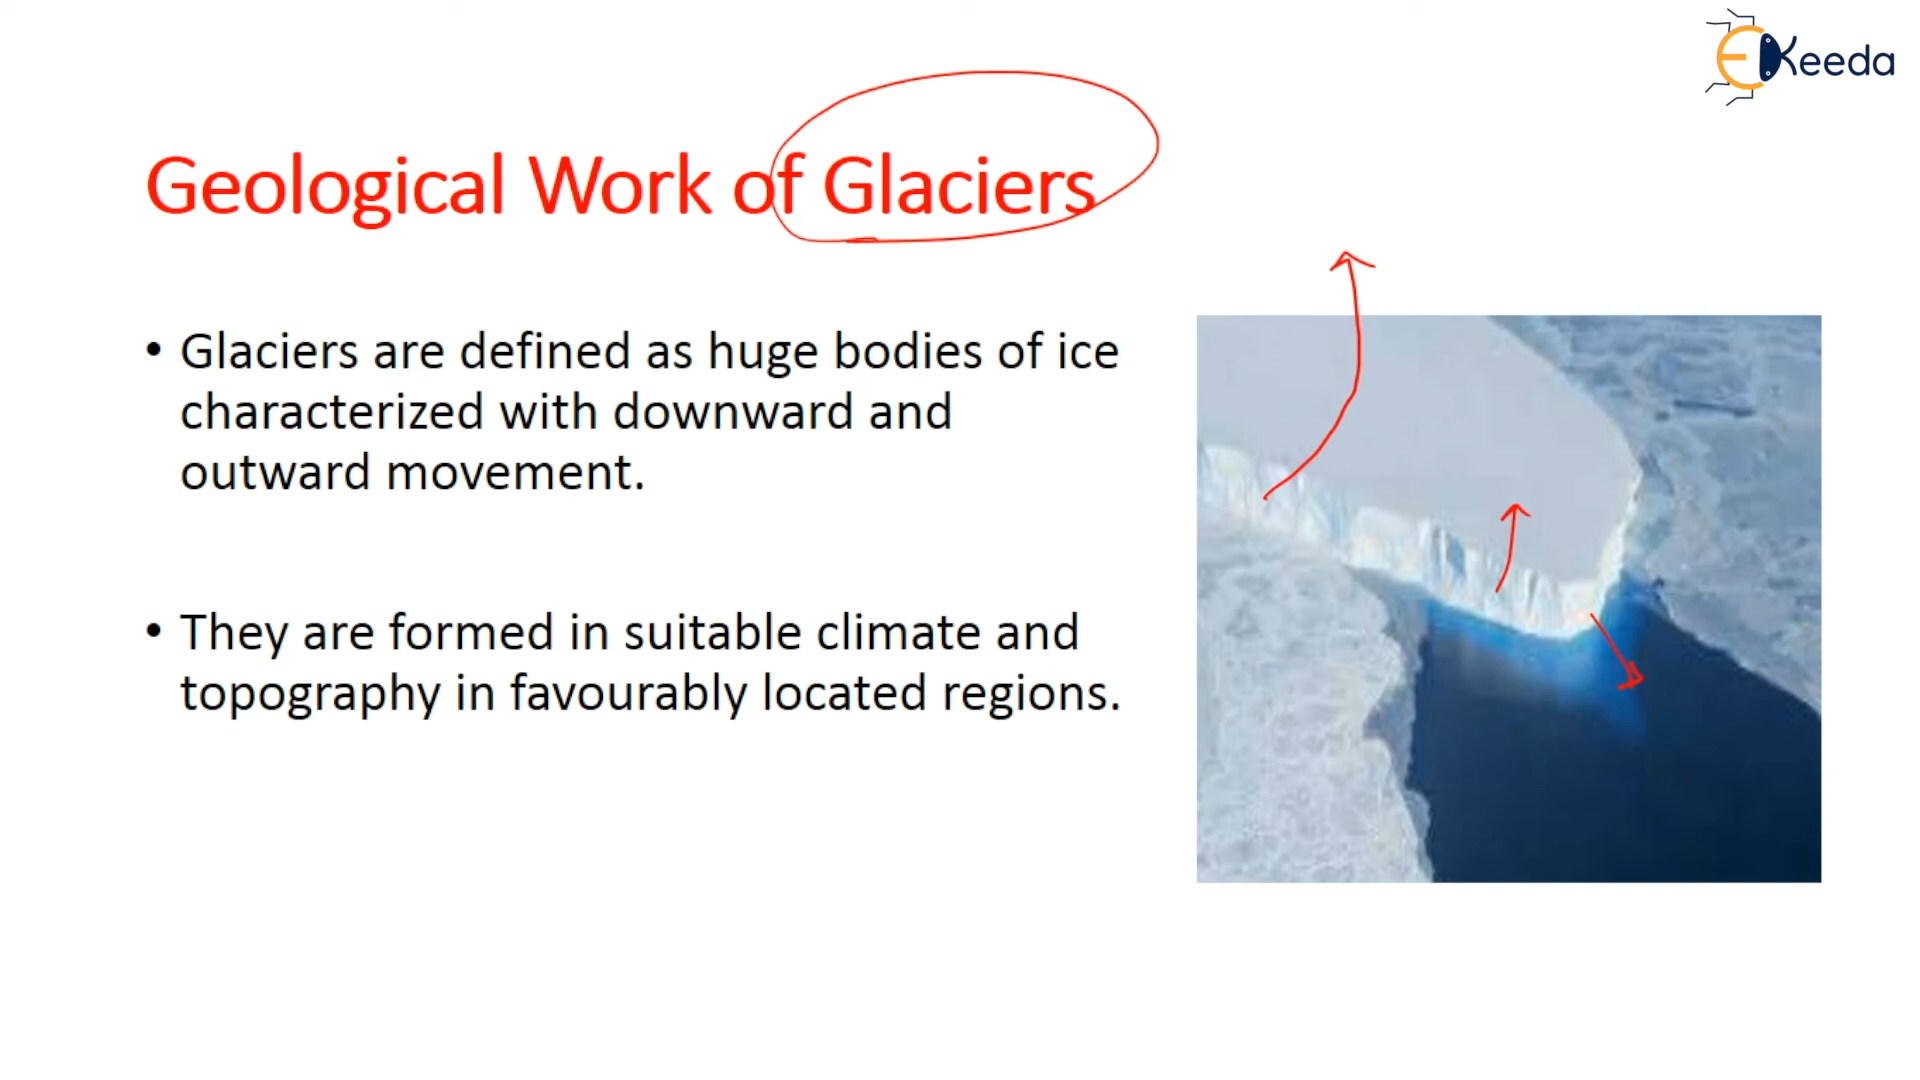 EKeeda
Geological Work of Glaciers
• Glaciers are defined as huge bodies of ice
characterized with downward and
outward movement.
• They are formed in suitable climate and
topography in favourably located regions.